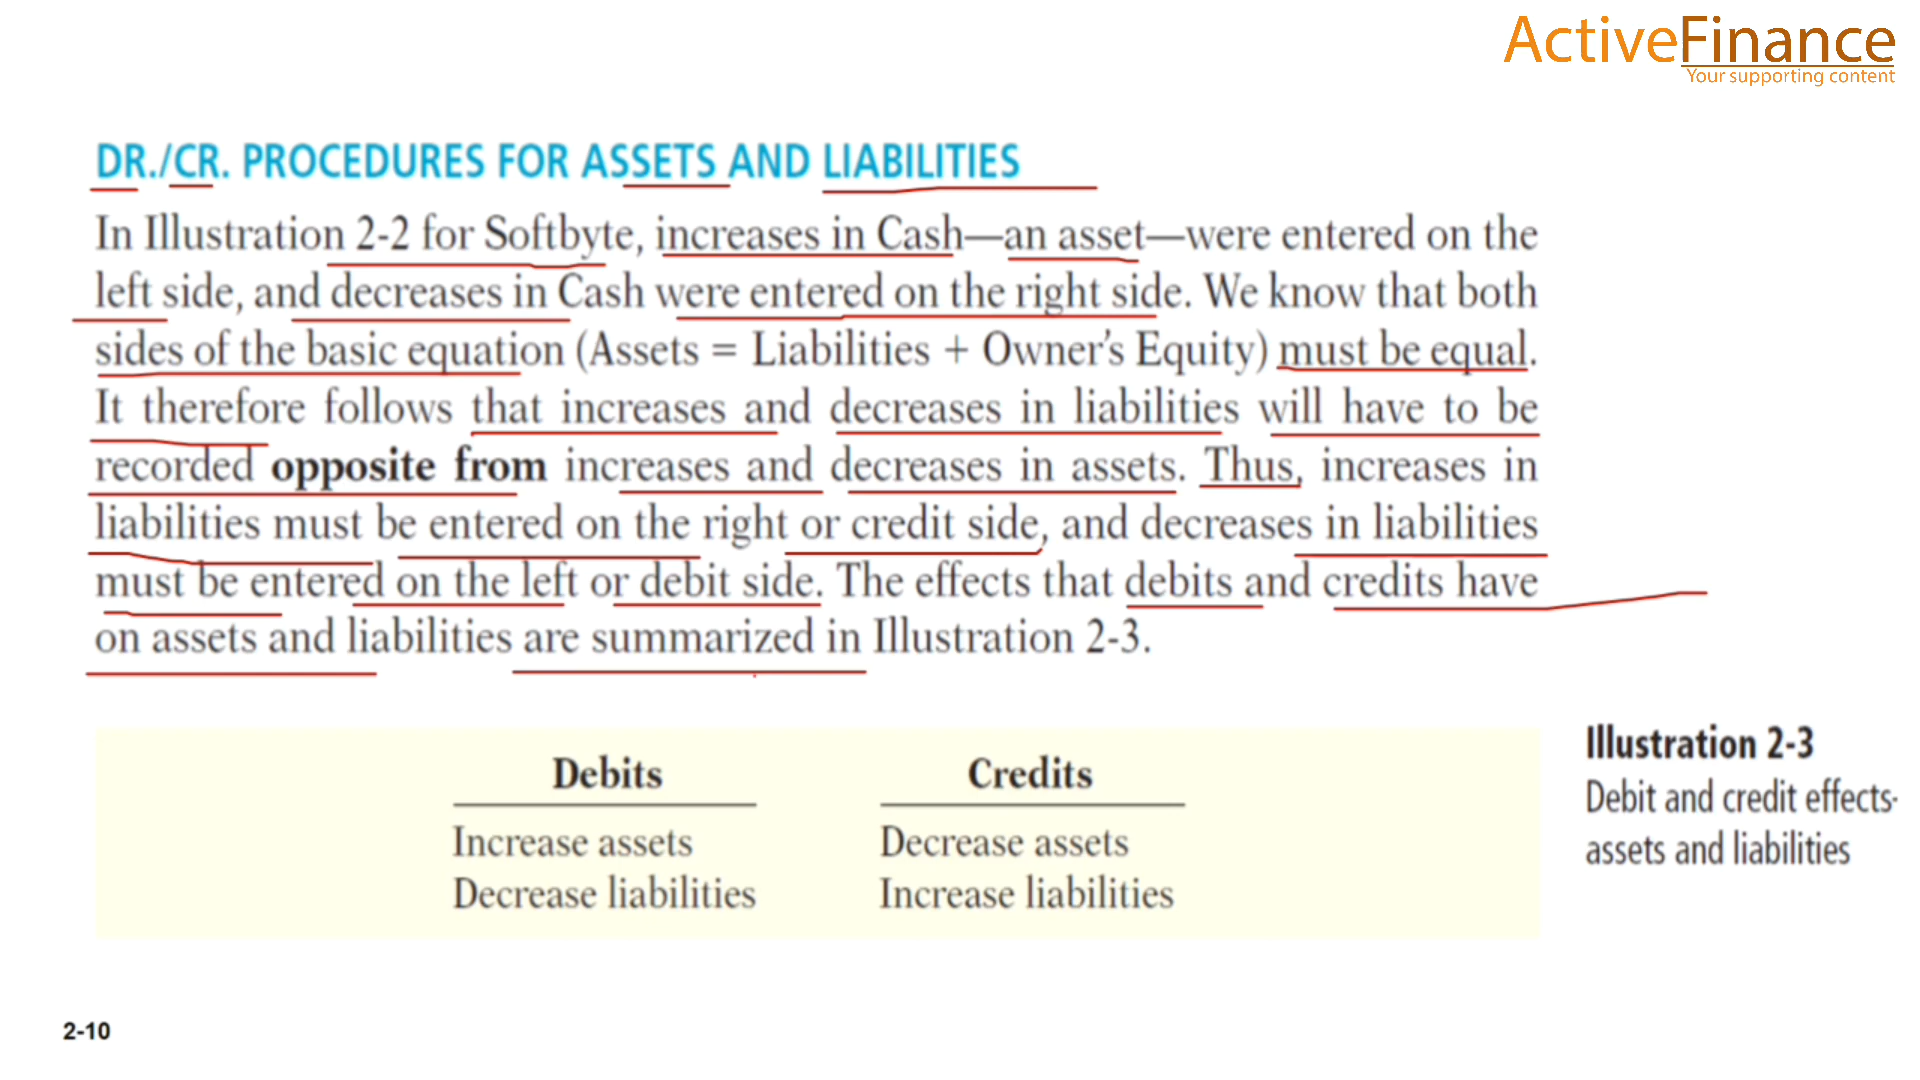 ActiveFinance
Your supporting content
DR./CR. PROCEDURES FOR ASSETS AND LIABILITIES
In Illustration 2-2 for Softbyte, increases in Cash—an asset—were entered on the
left side, and decreases in Cash were entered on the right side. We know that both
sides of the basic equation (Assets = Liabilities + Owner's Equity) must be equal.
It therefore follows that increases and decreases in liabilities will have to be
recorded opposite from increases and decreases in assets. Thus, increases in
liabilities must be entered on the right or credit side, and decreases in liabilities
must be entered on the left or debit side. The effects that debits and credits have
on assets and liabilities are summarized in Illustration 2-3.
Debits Credits
Increase assets Decrease assets
Decrease liabilities Increase liabilities
Illustration 2-3
Debit and credit effects-
assets and liabilities
2-10